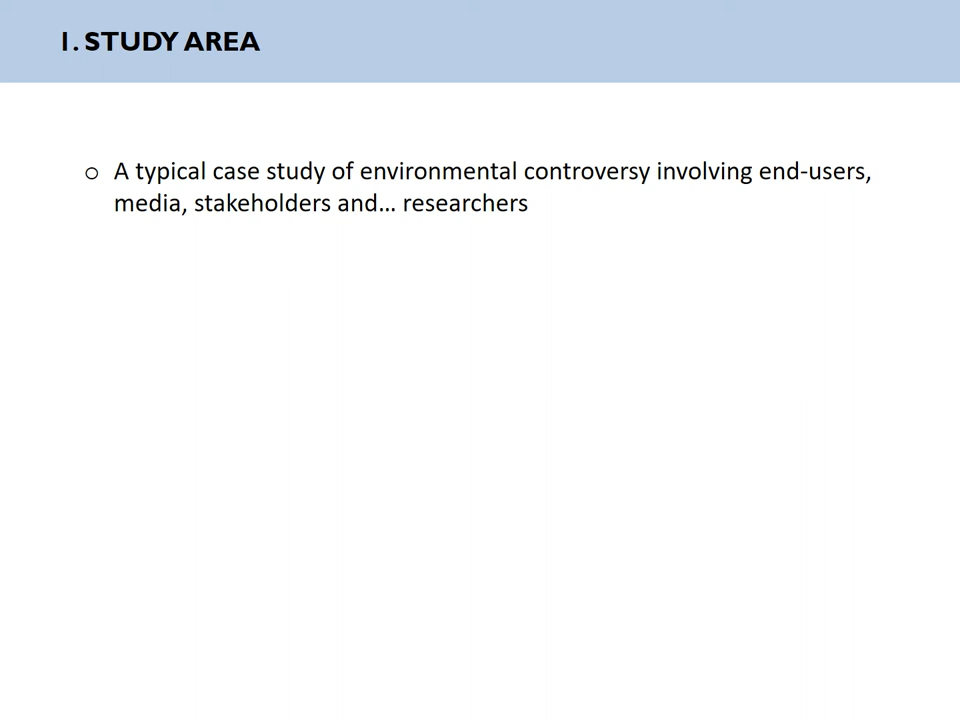 1. STUDY AREA
o A typical case study of environmental controversy involving end-users,
media, stakeholders and… researchers